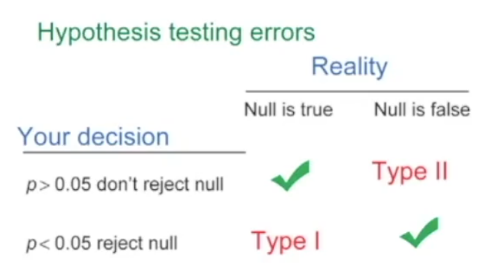 Hypothesis testing errors
Reality
Null is true Null is false
Your decision
p > 0.05 don't reject null Type II
p < 0.05 reject null Type I